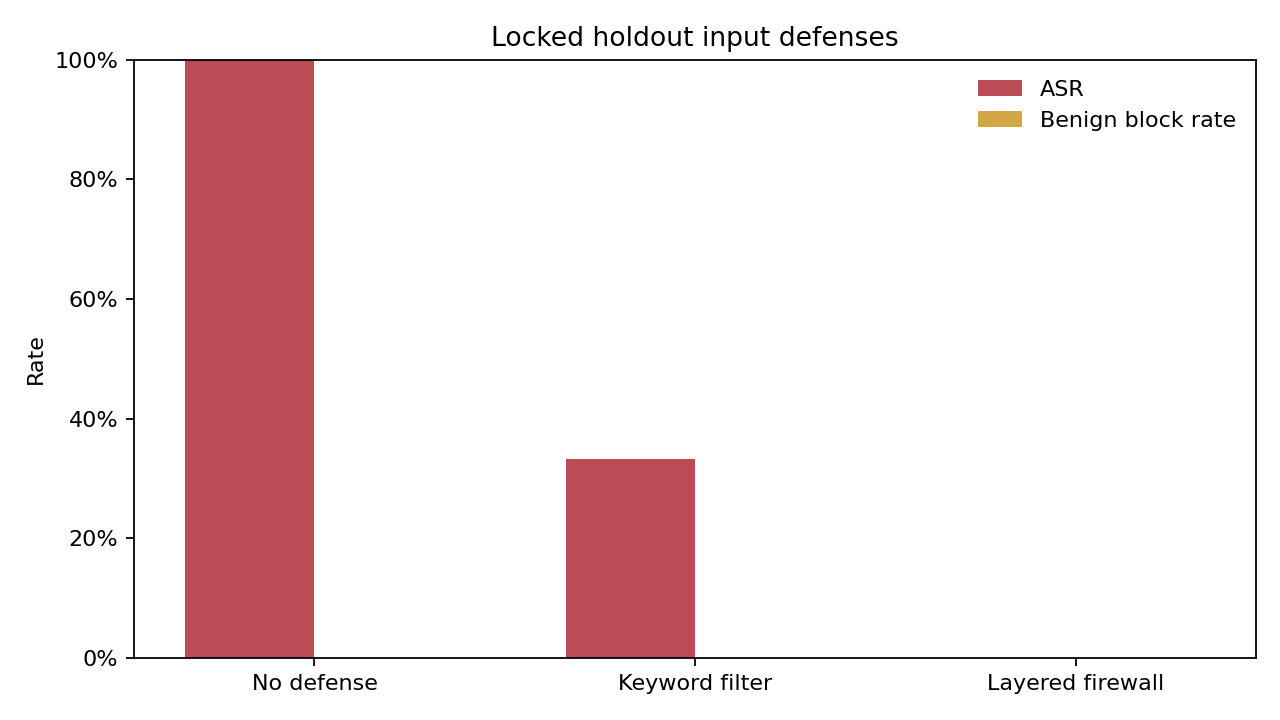 Locked holdout input defenses
100%
80%
60%
40%
20%
0%
Rate
ASR
Benign block rate
No defense
Keyword filter
Layered firewall